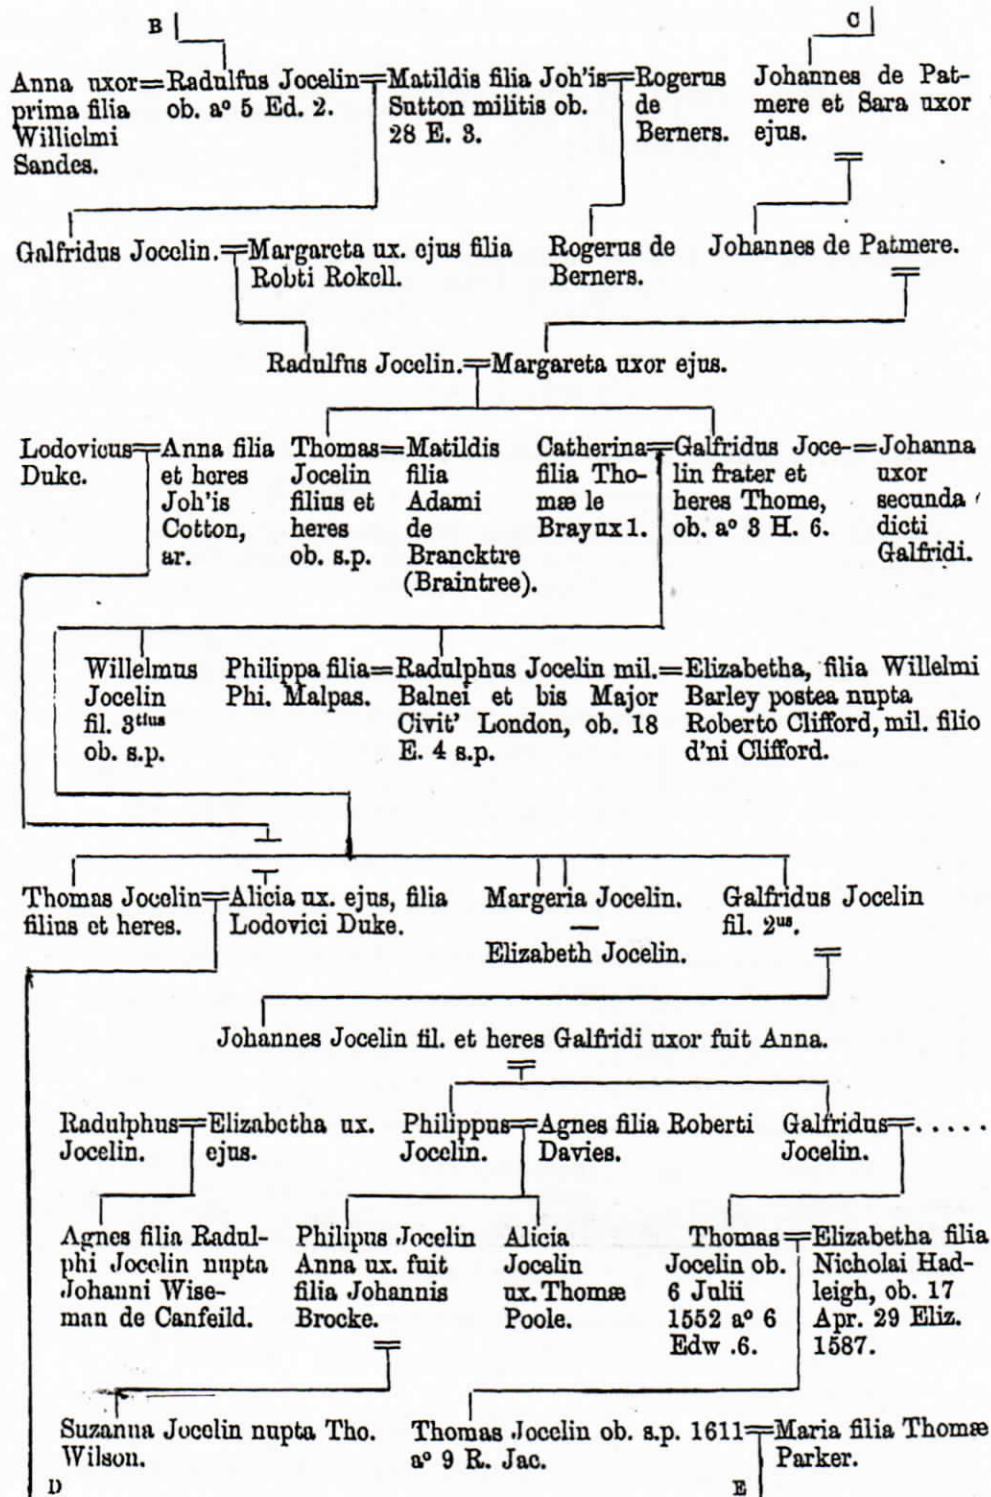 B
C
Anna uxor=Radulfus Jocelin=Matildis filia Joh'is=Rogerus
prima filia
Willielmi
Sandes.
ob. aº 5 Ed. 2.
Sutton militis ob.
28 E. 3.
de
Berners.
Johannes de Pat-
mere et Sara uxor
ejus.
Galfridus Jocelin.=Margareta ux. ejus filia
Robti Rokell.
Rogerus de
Berners.
Johannes de Patmere.
Radulfus Jocelin.=Margareta uxor ejus.
Lodovicus=Anna filia
Duke.
et heres
Joh'is
Cotton,
ar.
Thomas=Matildis
Jocelin
filius et
heres
ob. s.p.
filia
Adami
de
Brancktre
(Braintree).
Catherina=Galfridus Joce-=Johanna
filia Tho-
mæ le
Bray ux 1.
lin frater et
heres Thome,
ob. aº 3 H. 6.
uxor
secunda
dicti
Galfridi.
Willelmus
Jocelin
fil. 3tius
ob. s.p.
Philippa filia=Radulphus Jocelin mil.=Elizabetha, filia Willelmi
Phi. Malpas.
Balnei et bis Major
Civit' London, ob. 18
E. 4 s.p.
Barley postea nupta
Roberto Clifford, mil. filio
d'ni Clifford.
Thomas Jocelin=Alicia ux. ejus, filia
filius et heres.
Lodovici Duke.
Margeria Jocelin.
—
Elizabeth Jocelin.
Galfridus Jocelin
fil. 2us.
Johannes Jocelin fil. et heres Galfridi uxor fuit Anna.
Radulphus=Elizabetha ux.
Jocelin.
ejus.
Philippus=Agnes filia Roberti
Jocelin.
Davies.
Galfridus=.....
Jocelin.
Agnes filia Radul-
phi Jocelin nupta
Johanni Wise-
man de Canfeild.
Philipus Jocelin
Anna ux. fuit
filia Johannis
Brocke.
Alicia
Jocelin
ux. Thomæ
Poole.
Thomas=Elizabetha filia
Jocelin ob.
6 Julii
1552 aº 6
Edw .6.
Nicholai Had-
leigh, ob. 17
Apr. 29 Eliz.
1587.
Suzanna Jocelin nupta Tho.
Wilson.
Thomas Jocelin ob. s.p. 1611=Maria filia Thomæ
aº 9 R. Jac.
Parker.
D
E